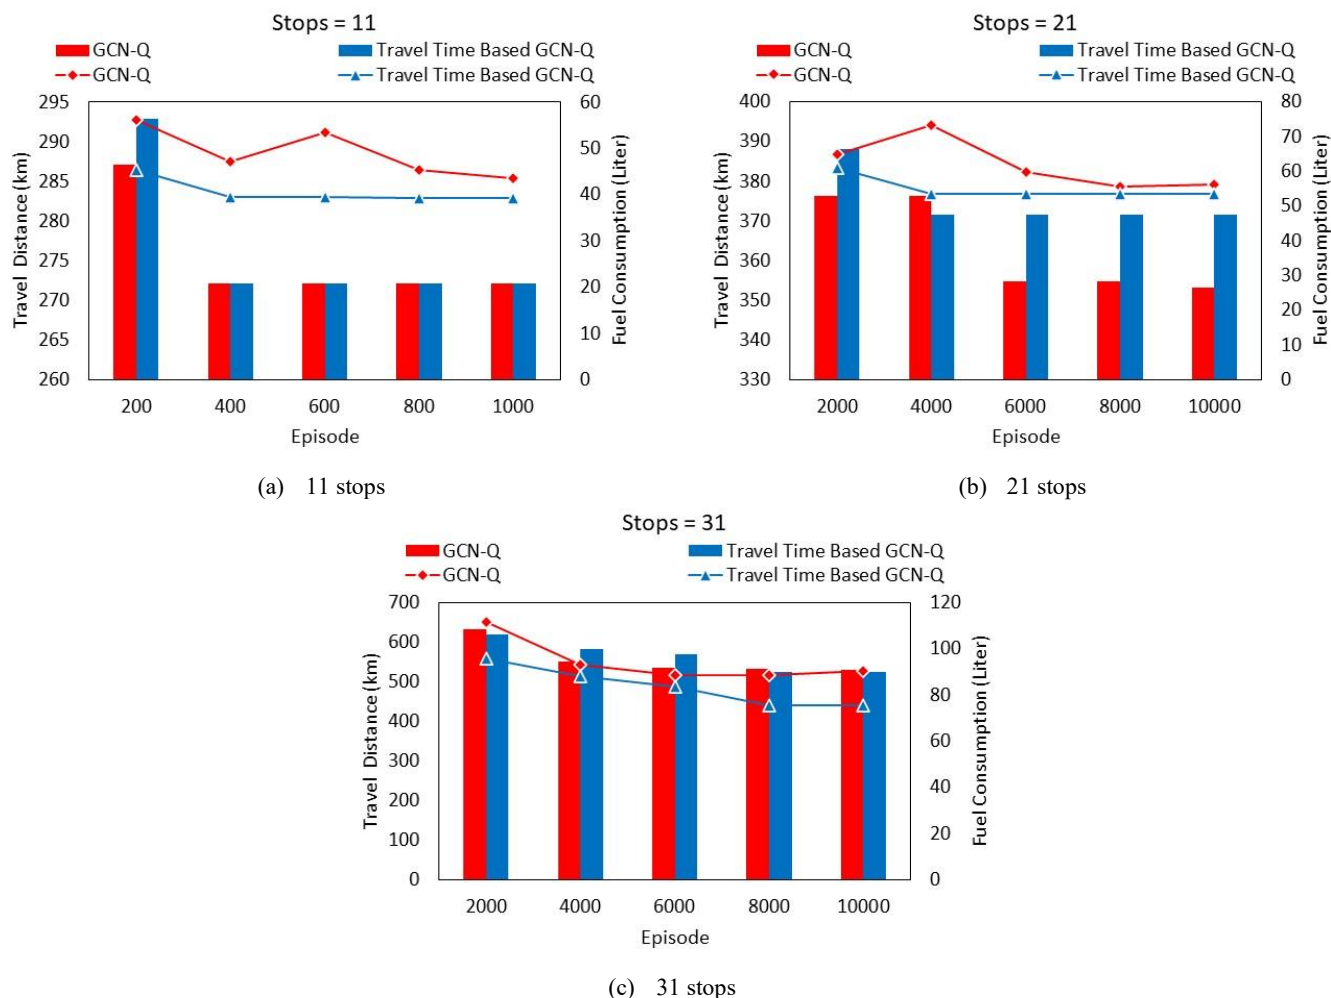 Stops = 11
GCN-Q Travel Time Based GCN-Q
GCN-Q Travel Time Based GCN-Q
295 60
290 50
285 40
280 30
275
270 20
265 10
260 0
Travel Distance (km)
Fuel Consumption (Liter)
200 400 600 800 1000
Episode
(a) 11 stops
Stops = 21
GCN-Q Travel Time Based GCN-Q
GCN-Q Travel Time Based GCN-Q
400 80
390 70
380 60
370 50
360 40
350 30
340 20
330 10
0
Travel Distance (km)
Fuel Consumption (Liter)
2000 4000 6000 8000 10000
Episode
(b) 21 stops
Stops = 31
GCN-Q Travel Time Based GCN-Q
GCN-Q Travel Time Based GCN-Q
700 120
600 100
500 80
400 60
300 40
200 20
100
0 0
Travel Distance (km)
Fuel Consumption (Liter)
2000 4000 6000 8000 10000
Episode
(c) 31 stops